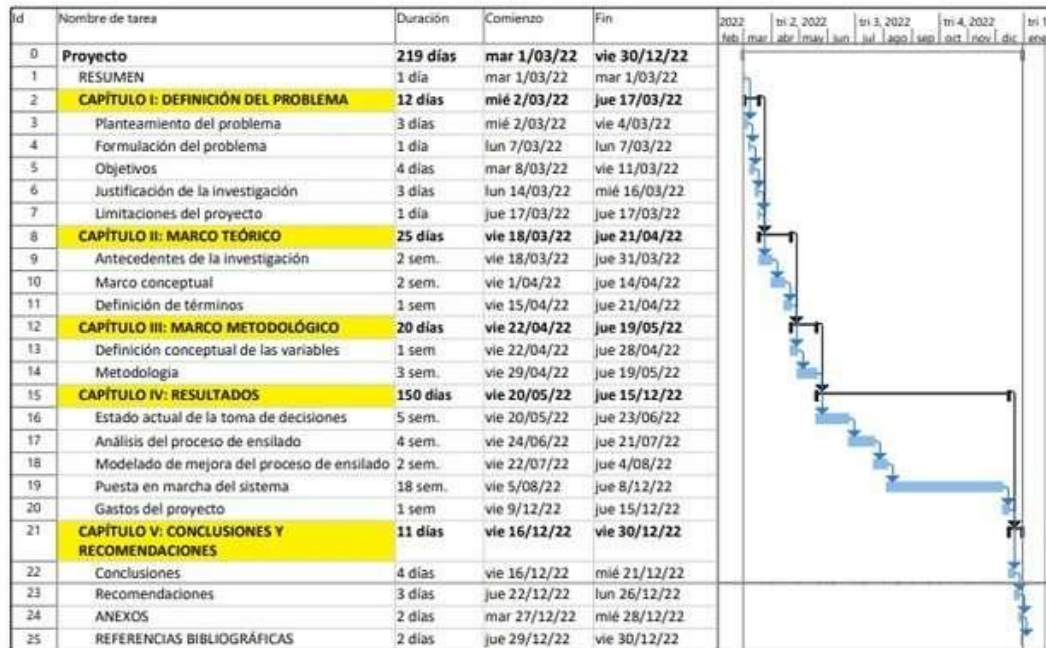 Id Nombre de tarea Duración Comienzo Fin 2022 tri 2, 2022 tri 3, 2022 tri 4, 2022 tri 1
feb mar abr may jun jul ago sep oct nov dic ene
0 Proyecto 219 días mar 1/03/22 vie 30/12/22
1 RESUMEN 1 día mar 1/03/22 mar 1/03/22
2 CAPÍTULO I: DEFINICIÓN DEL PROBLEMA 12 días mié 2/03/22 jue 17/03/22
3 Planteamiento del problema 3 días mié 2/03/22 vie 4/03/22
4 Formulación del problema 1 día lun 7/03/22 lun 7/03/22
5 Objetivos 4 días mar 8/03/22 vie 11/03/22
6 Justificación de la investigación 3 días lun 14/03/22 mié 16/03/22
7 Limitaciones del proyecto 1 día jue 17/03/22 jue 17/03/22
8 CAPÍTULO II: MARCO TEÓRICO 25 días vie 18/03/22 jue 21/04/22
9 Antecedentes de la investigación 2 sem. vie 18/03/22 jue 31/03/22
10 Marco conceptual 2 sem. vie 1/04/22 jue 14/04/22
11 Definición de términos 1 sem vie 15/04/22 jue 21/04/22
12 CAPÍTULO III: MARCO METODOLÓGICO 20 días vie 22/04/22 jue 19/05/22
13 Definición conceptual de las variables 1 sem vie 22/04/22 jue 28/04/22
14 Metodologia 3 sem. vie 29/04/22 jue 19/05/22
15 CAPÍTULO IV: RESULTADOS 150 días vie 20/05/22 jue 15/12/22
16 Estado actual de la toma de decisiones 5 sem. vie 20/05/22 jue 23/06/22
17 Análisis del proceso de ensilado 4 sem. vie 24/06/22 jue 21/07/22
18 Modelado de mejora del proceso de ensilado 2 sem. vie 22/07/22 jue 4/08/22
19 Puesta en marcha del sistema 18 sem. vie 5/08/22 jue 8/12/22
20 Gastos del proyecto 1 sem vie 9/12/22 jue 15/12/22
21 CAPÍTULO V: CONCLUSIONES Y 11 días vie 16/12/22 vie 30/12/22
RECOMENDACIONES
22 Conclusiones 4 días vie 16/12/22 mié 21/12/22
23 Recomendaciones 3 días jue 22/12/22 lun 26/12/22
24 ANEXOS 2 días mar 27/12/22 mié 28/12/22
25 REFERENCIAS BIBLIOGRÁFICAS 2 días jue 29/12/22 vie 30/12/22